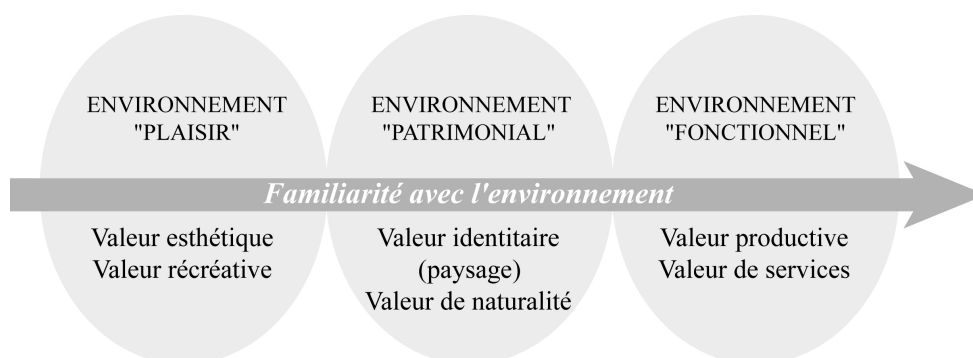 ENVIRONNEMENT
"PLAISIR"
ENVIRONNEMENT
"PATRIMONIAL"
ENVIRONNEMENT
"FONCTIONNEL"
Familiarité avec l'environnement
Valeur esthétique
Valeur récréative
Valeur identitaire
(paysage)
Valeur de naturalité
Valeur productive
Valeur de services